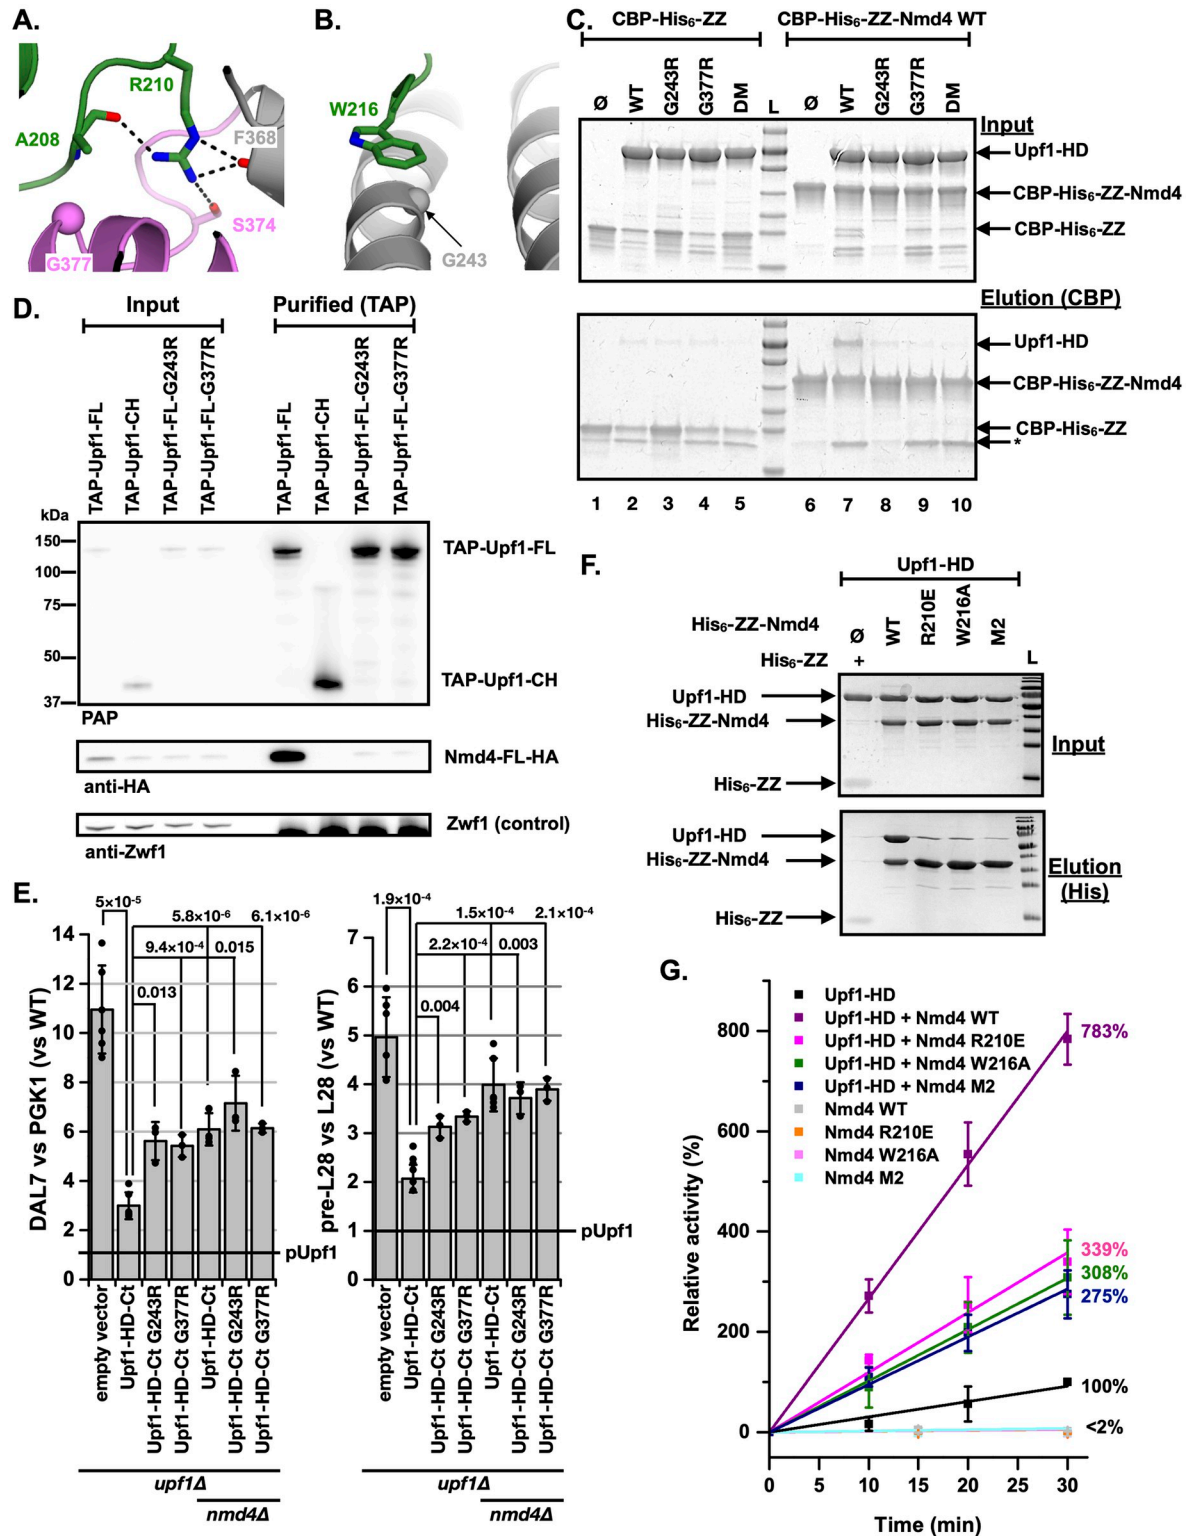 A.
R210
A208
F368
S374
G377
B.
W216
G243
C.
CBP-His6-ZZ
CBP-His6-ZZ-Nmd4 WT
Ø WT G243R G377R DM L Ø WT G243R G377R DM
Input
Upf1-HD
CBP-His6-ZZ-Nmd4
CBP-His6-ZZ
Elution (CBP)
Upf1-HD
CBP-His6-ZZ-Nmd4
CBP-His6-ZZ
*
1 2 3 4 5 6 7 8 9 10
D.
Input
Purified (TAP)
TAP-Upf1-FL
TAP-Upf1-CH
TAP-Upf1-FL-G243R
TAP-Upf1-FL-G377R
TAP-Upf1-FL
TAP-Upf1-CH
TAP-Upf1-FL-G243R
TAP-Upf1-FL-G377R
kDa
150
100
75
50
37
TAP-Upf1-FL
TAP-Upf1-CH
PAP
Nmd4-FL-HA
anti-HA
Zwf1 (control)
anti-Zwf1
E.
DAL7 vs PGK1 (vs WT)
14
12
10
8
6
4
2
0
5×10-5
5.8×10-6
6.1×10-6
9.4×10-4
0.015
0.013
pUpf1
empty vector
Upf1-HD-Ct
Upf1-HD-Ct G243R
Upf1-HD-Ct G377R
Upf1-HD-Ct
Upf1-HD-Ct G243R
Upf1-HD-Ct G377R
upf1Δ
nmd4Δ
pre-L28 vs L28 (vs WT)
7
6
5
4
3
2
1
0
1.9×10-4
1.5×10-4
2.1×10-4
2.2×10-4
0.003
0.004
pUpf1
empty vector
Upf1-HD-Ct
Upf1-HD-Ct G243R
Upf1-HD-Ct G377R
Upf1-HD-Ct
Upf1-HD-Ct G243R
Upf1-HD-Ct G377R
upf1Δ
nmd4Δ
F.
Upf1-HD
His6-ZZ-Nmd4 Ø WT R210E W216A M2
His6-ZZ + L
Upf1-HD
His6-ZZ-Nmd4
His6-ZZ
Input
Upf1-HD
His6-ZZ-Nmd4
His6-ZZ
Elution
(His)
G.
Upf1-HD
Upf1-HD + Nmd4 WT
Upf1-HD + Nmd4 R210E
Upf1-HD + Nmd4 W216A
Upf1-HD + Nmd4 M2
Nmd4 WT
Nmd4 R210E
Nmd4 W216A
Nmd4 M2
Relative activity (%)
800
600
400
200
0
783%
339%
308%
275%
100%
<2%
0 5 10 15 20 25 30
Time (min)